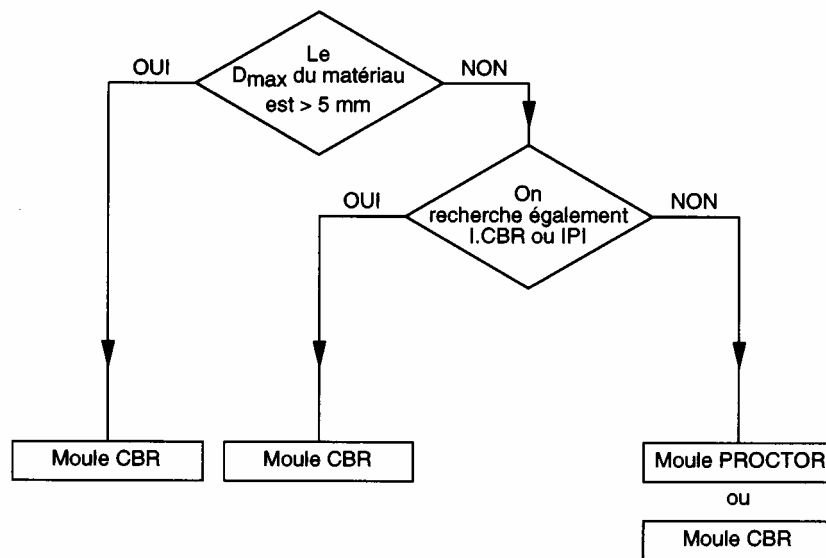 Le
Dmax du matériau
est > 5 mm
OUI
NON
On
recherche également
I.CBR ou IPI
OUI
NON
Moule CBR
Moule CBR
Moule PROCTOR
ou
Moule CBR